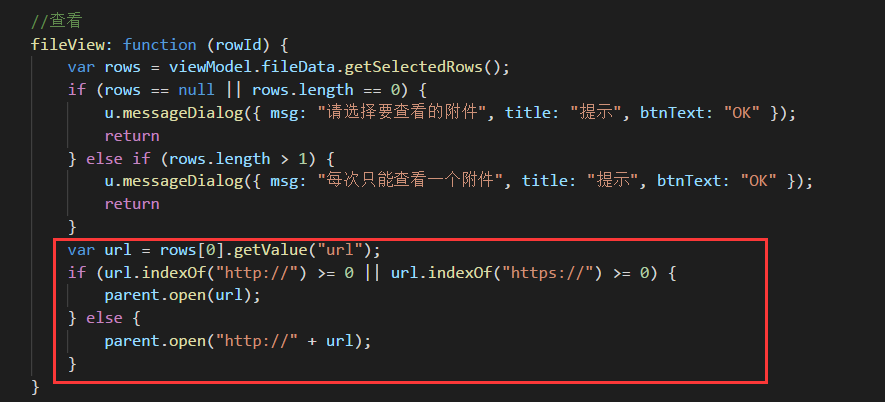 //查看
fileView: function (rowId) {
var rows = viewModel.fileData.getSelectedRows();
if (rows == null || rows.length == 0) {
u.messageDialog({ msg: "请选择要查看的附件", title: "提示", btnText: "OK" });
return
} else if (rows.length > 1) {
u.messageDialog({ msg: "每次只能查看一个附件", title: "提示", btnText: "OK" });
return
}
var url = rows[0].getValue("url");
if (url.indexOf("http://") >= 0 || url.indexOf("https://") >= 0) {
parent.open(url);
} else {
parent.open("http://" + url);
}
}